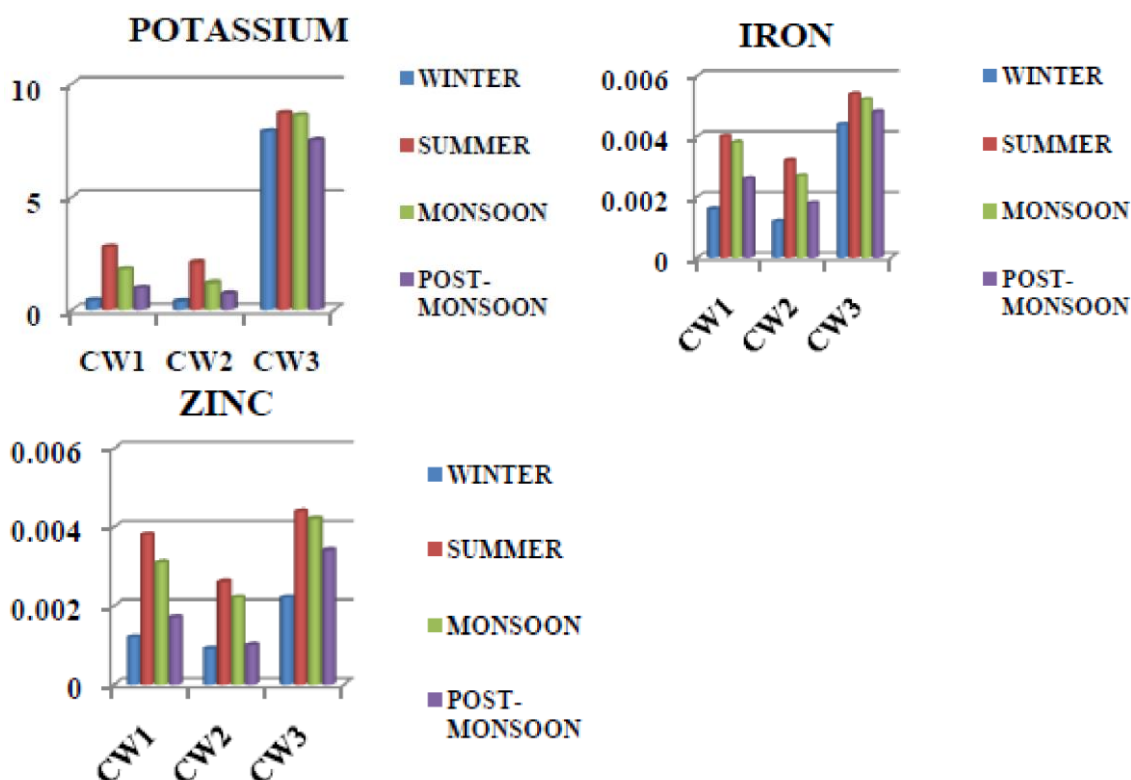 POTASSIUM
10
5
0
CW1 CW2 CW3
WINTER
SUMMER
MONSOON
POST-
MONSOON
IRON
0.006
0.004
0.002
0
CW1 CW2 CW3
WINTER
SUMMER
MONSOON
POST-
MONSOON
ZINC
0.006
0.004
0.002
0
CW1 CW2 CW3
WINTER
SUMMER
MONSOON
POST-
MONSOON